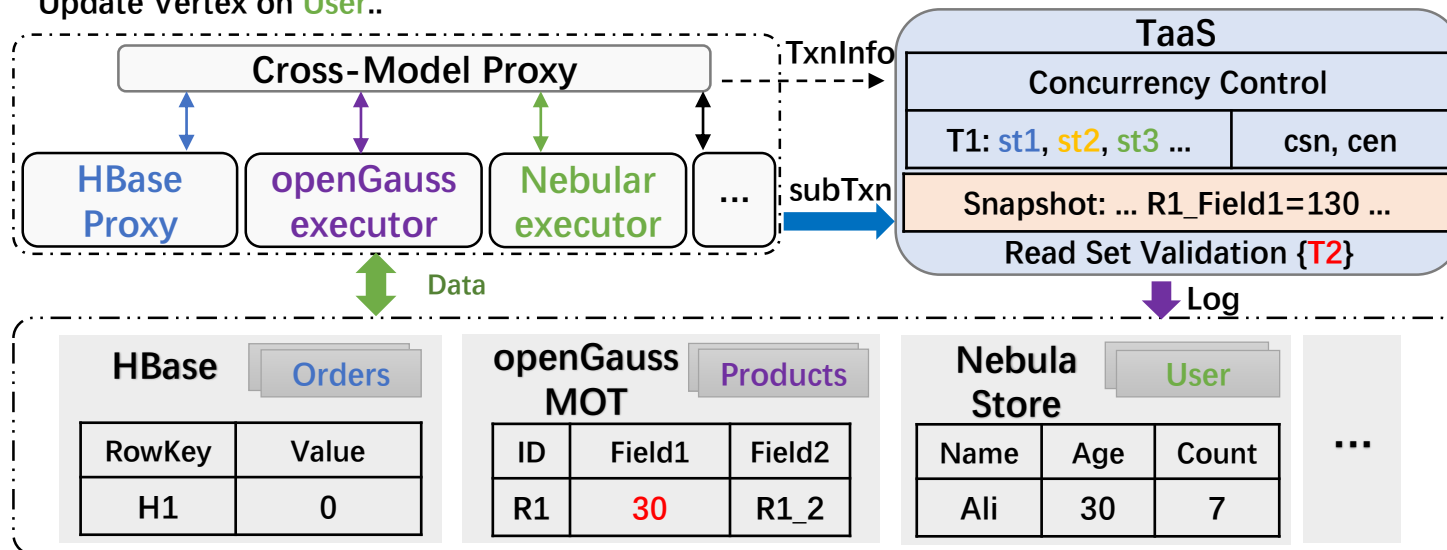 Update Vertex on User..
TaaS
Cross-Model Proxy
TxnInfo
Concurrency Control
T1: st1, st2, st3 ...
csn, cen
HBase
Proxy
openGauss
executor
Nebular
executor
...
subTxn
Snapshot: ... R1_Field1=130 ...
Read Set Validation {T2}
Data
Log
HBase
Orders
RowKey Value
H1 0
openGauss
MOT
Products
ID Field1 Field2
R1 30 R1_2
Nebula
Store
User
Name Age Count
Ali 30 7
...